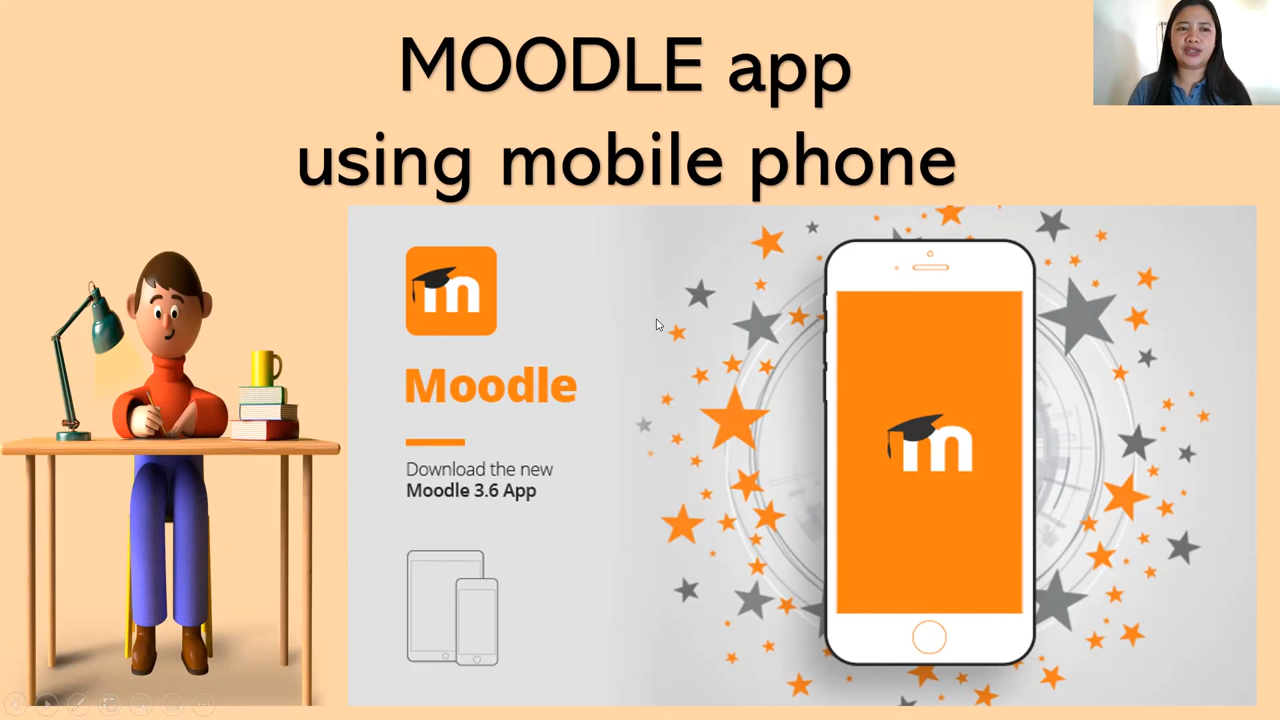 MOODLE app
using mobile phone
m
Moodle
Download the new
Moodle 3.6 App
m